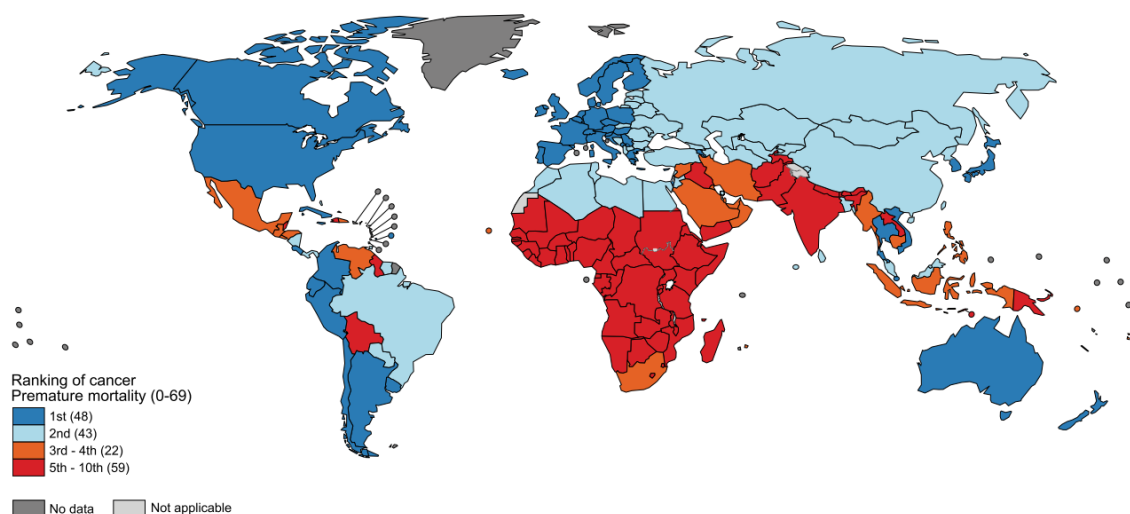 Ranking of cancer
Premature mortality (0-69)
1st (48)
2nd (43)
3rd - 4th (22)
5th - 10th (59)
No data
Not applicable